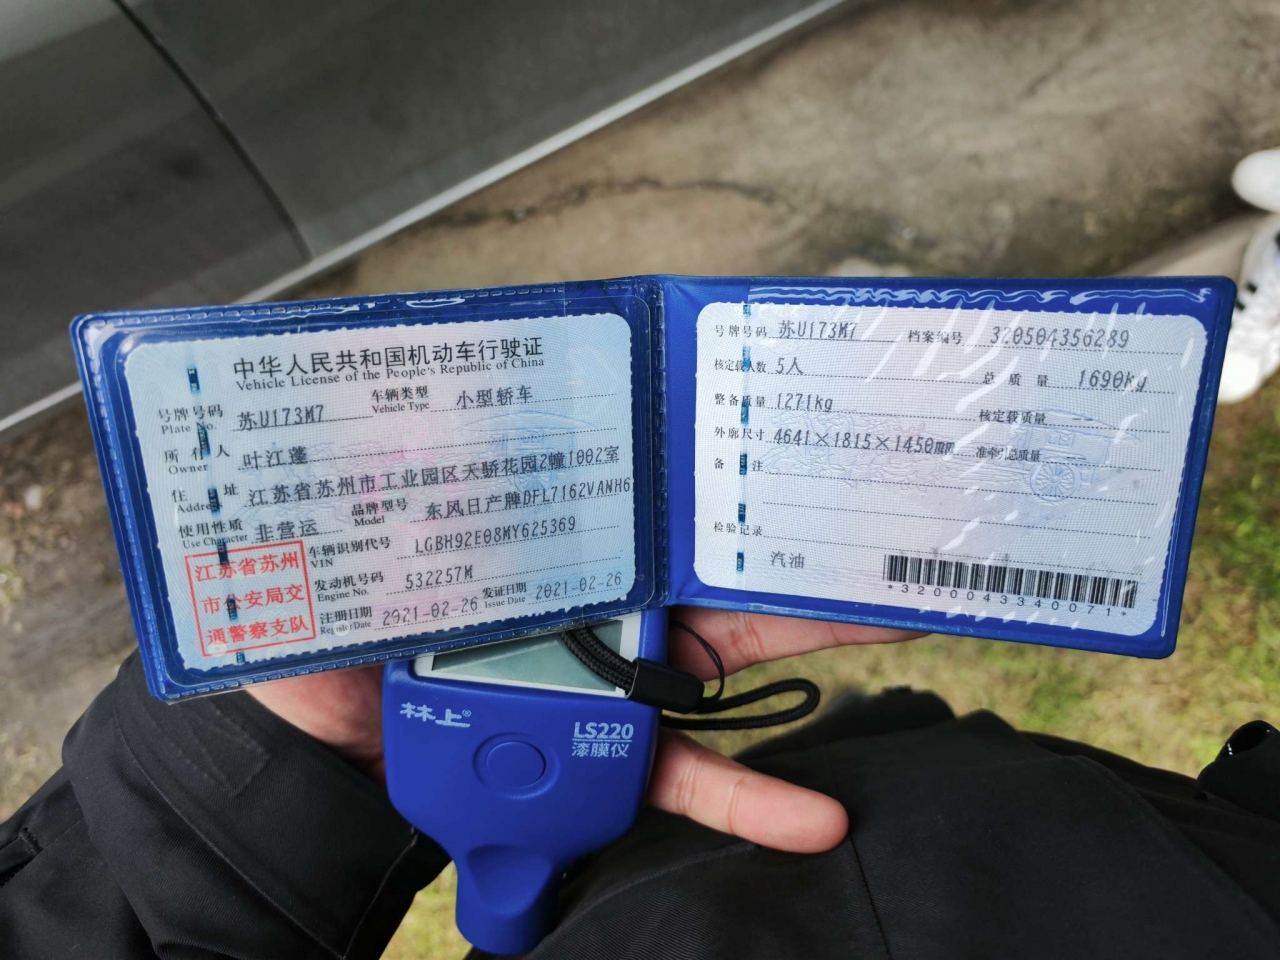 中华人民共和国机动车行驶证
Vehicle License of the People's Republic of China
号牌号码 苏U173M7 车辆类型 小型轿车
Plate No. Vehicle Type
所有人 叶江蓬
Owner
住址 江苏省苏州市工业园区天骄花园2幢1002室
Address
使用性质 非营运 品牌型号 东风日产牌DFL7162VANH6
Use Character Model
江苏省苏州
市公安局交
通警察支队
车辆识别代号 LGBH92E08MY625369
VIN
发动机号码 532257M
Engine No.
注册日期 2021-02-26 发证日期 2021-02-26
Register Date Issue Date
号牌号码 苏U173M7 档案编号 320504356289
核定载人数 5人 总质量 1690kg
整备质量 1271kg 核定载质量
外廓尺寸 4641×1815×1450mm 准牵引总质量
备注
检验记录
汽油
*3200043340071*
林上®
LS220
漆膜仪